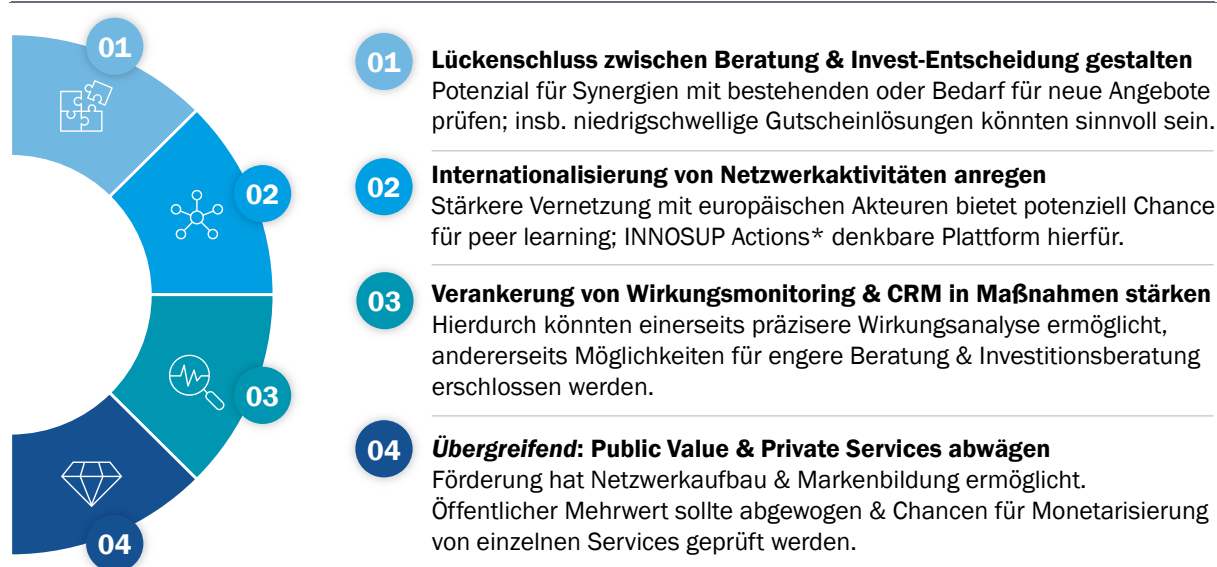 01
02
03
04
01
Lückenschluss zwischen Beratung & Invest-Entscheidung gestalten
Potenzial für Synergien mit bestehenden oder Bedarf für neue Angebote
prüfen; insb. niedrigschwellige Gutscheinlösungen könnten sinnvoll sein.
02
Internationalisierung von Netzwerkaktivitäten anregen
Stärkere Vernetzung mit europäischen Akteuren bietet potenziell Chance
für peer learning; INNOSUP Actions* denkbare Plattform hierfür.
03
Verankerung von Wirkungsmonitoring & CRM in Maßnahmen stärken
Hierdurch könnten einerseits präzisere Wirkungsanalyse ermöglicht,
andererseits Möglichkeiten für engere Beratung & Investitionsberatung
erschlossen werden.
04
Übergreifend: Public Value & Private Services abwägen
Förderung hat Netzwerkaufbau & Markenbildung ermöglicht.
Öffentlicher Mehrwert sollte abgewogen & Chancen für Monetarisierung
von einzelnen Services geprüft werden.